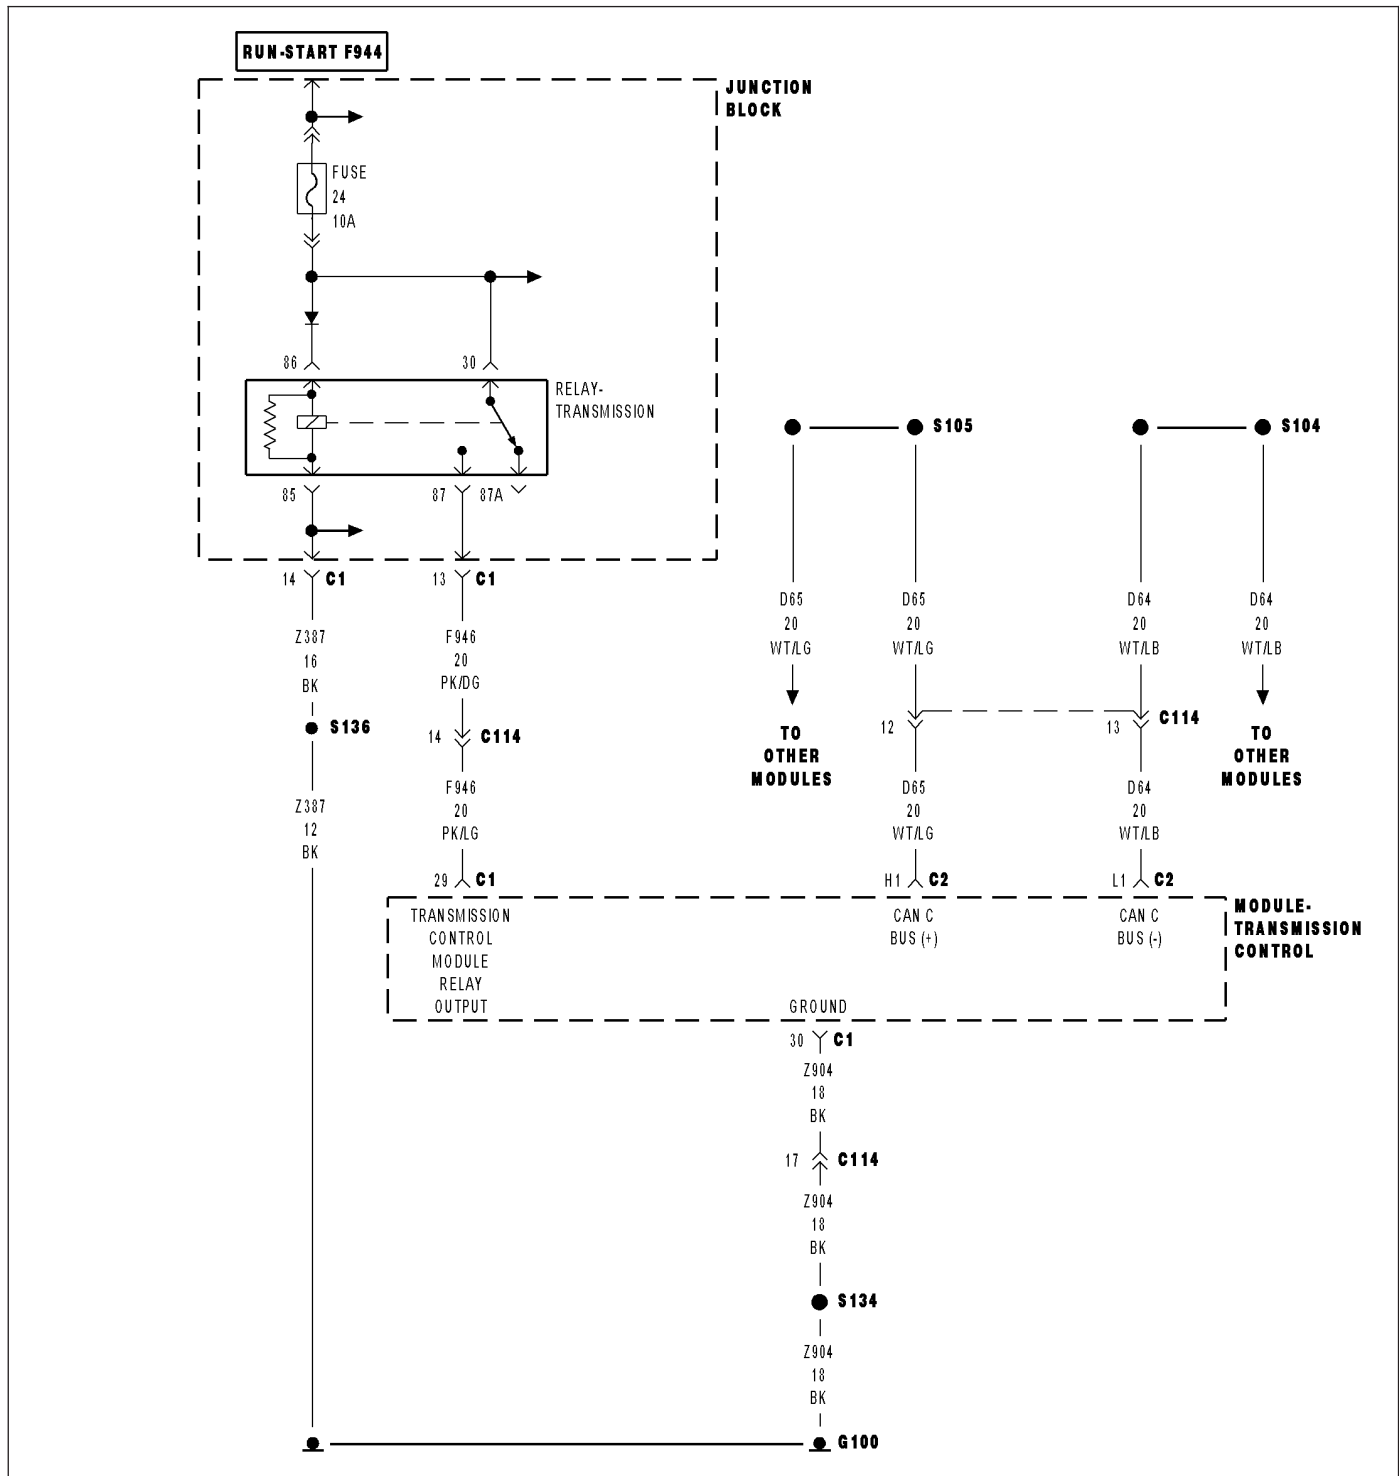 RUN-START F944
JUNCTION
BLOCK
FUSE
24
10A
86
30
RELAY-
TRANSMISSION
85
87
87A
14
C1
13
C1
Z387
16
BK
S136
Z387
12
BK
F946
20
PK/DG
14
C114
F946
20
PK/LG
29
C1
S105
S104
D65
20
WT/LG
D65
20
WT/LG
D64
20
WT/LB
D64
20
WT/LB
TO
OTHER
MODULES
12
13
C114
TO
OTHER
MODULES
D65
20
WT/LG
D64
20
WT/LB
H1
C2
L1
C2
TRANSMISSION
CONTROL
MODULE
RELAY
OUTPUT
CAN C
BUS (+)
CAN C
BUS (-)
MODULE-
TRANSMISSION
CONTROL
GROUND
30
C1
Z904
18
BK
17
C114
Z904
18
BK
S134
Z904
18
BK
G100